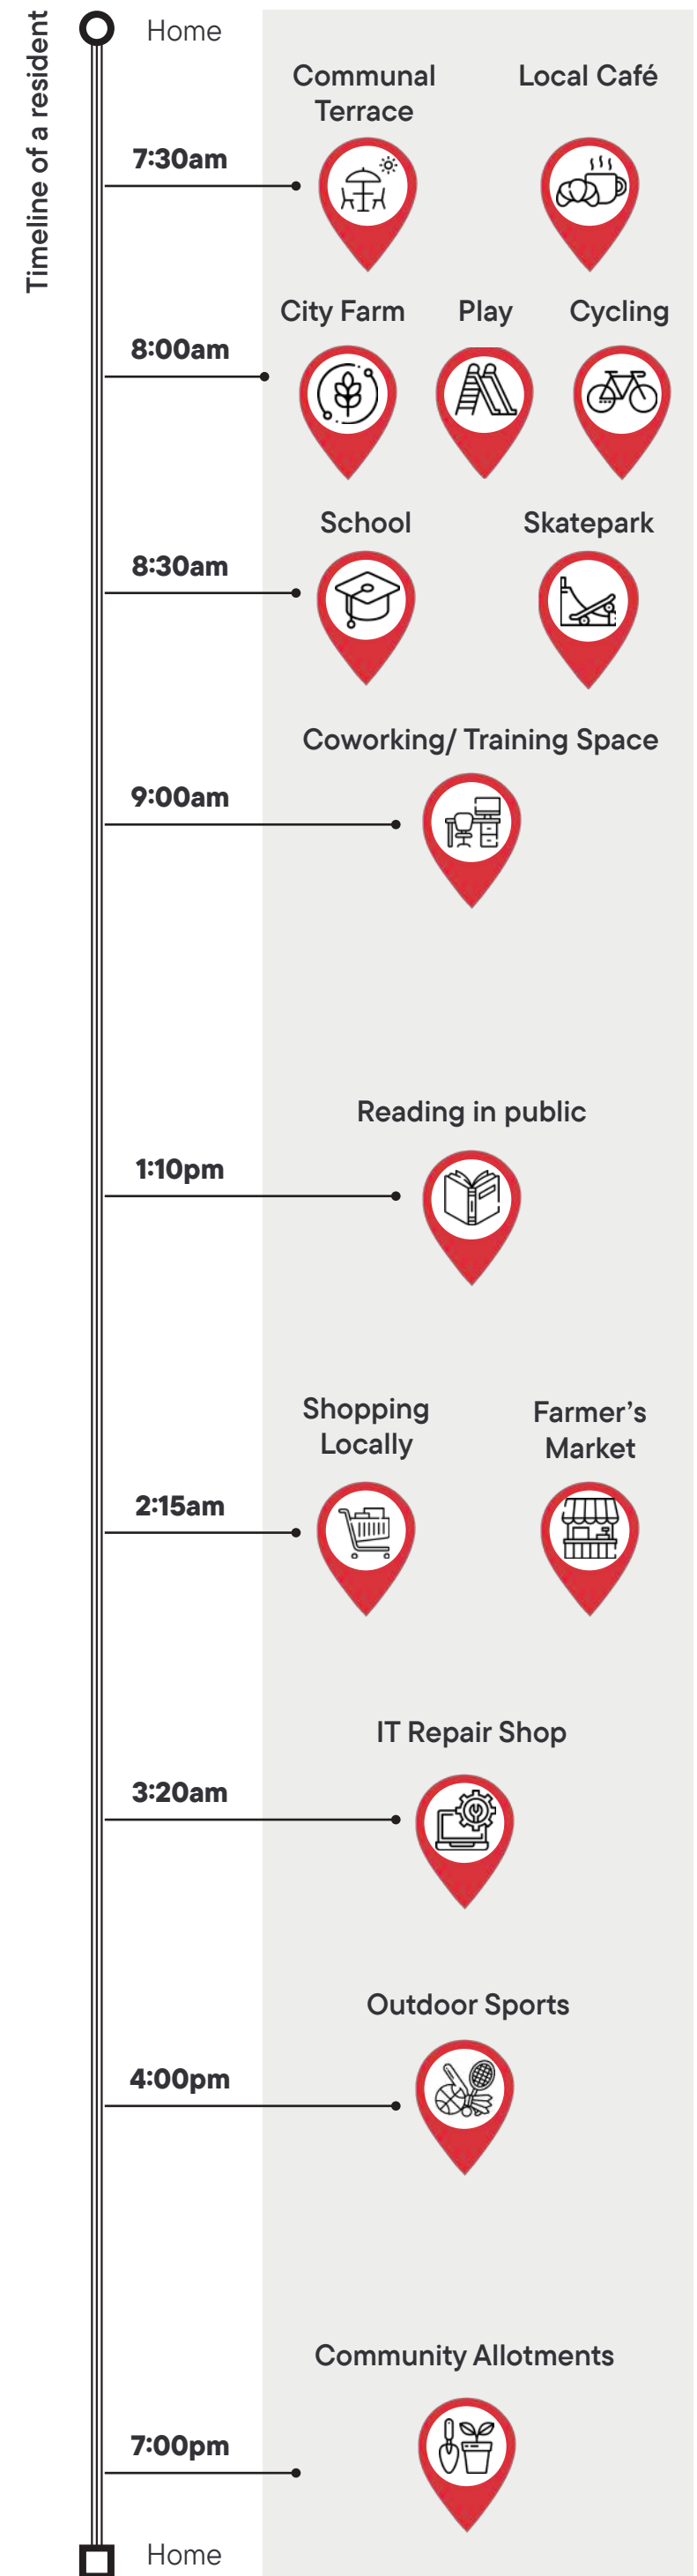 Timeline of a resident
Home
Communal
Terrace
Local Café
7:30am
City Farm
Play
Cycling
8:00am
School
Skatepark
8:30am
Coworking/ Training Space
9:00am
Reading in public
1:10pm
Shopping
Locally
Farmer’s
Market
2:15am
IT Repair Shop
3:20am
Outdoor Sports
4:00pm
Community Allotments
7:00pm
Home